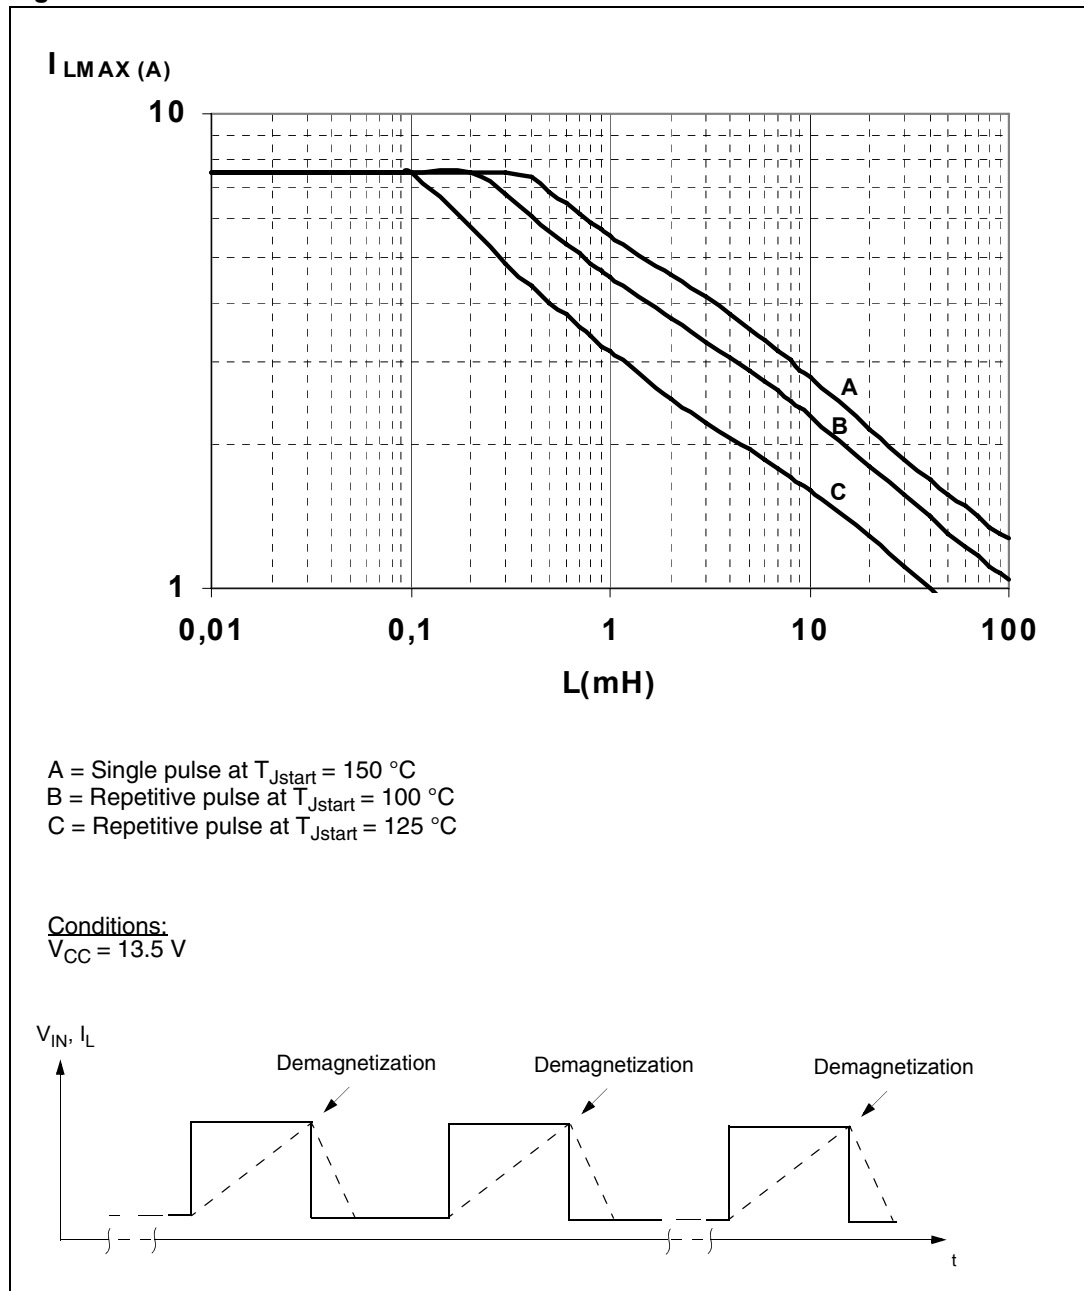 I LMAX (A)
10
1
0,01 0,1 1 10 100
L(mH)
A
B
C
A = Single pulse at TJstart = 150 °C
B = Repetitive pulse at TJstart = 100 °C
C = Repetitive pulse at TJstart = 125 °C
Conditions:
VCC = 13.5 V
VIN, IL
Demagnetization Demagnetization Demagnetization
t